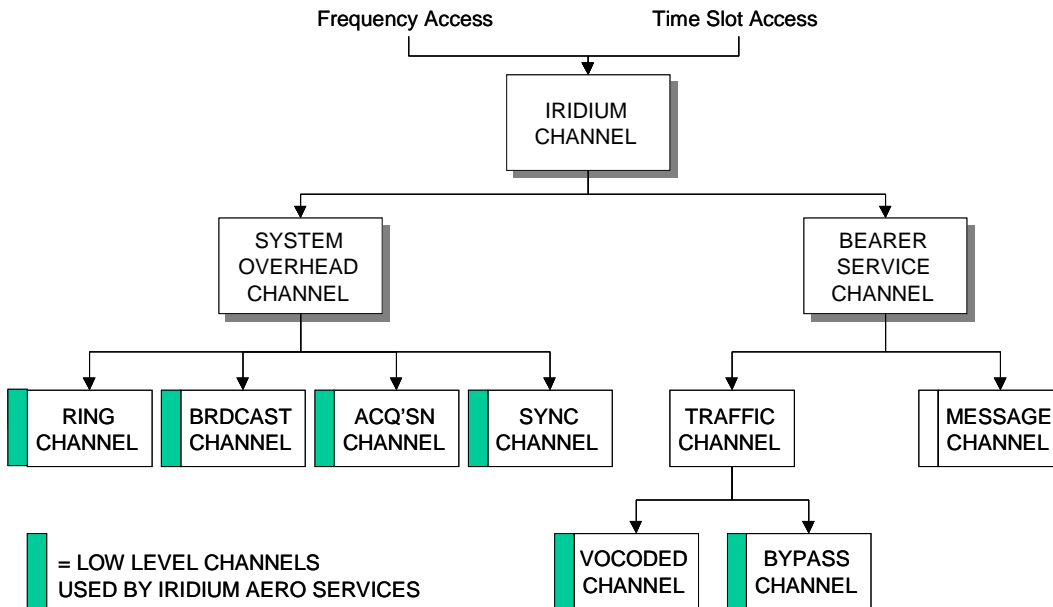 Frequency Access
Time Slot Access
IRIDIUM
CHANNEL
SYSTEM
OVERHEAD
CHANNEL
BEARER
SERVICE
CHANNEL
RING
CHANNEL
BRDCAST
CHANNEL
ACQ'SN
CHANNEL
SYNC
CHANNEL
TRAFFIC
CHANNEL
MESSAGE
CHANNEL
VOCODED
CHANNEL
BYPASS
CHANNEL
= LOW LEVEL CHANNELS
USED BY IRIDIUM AERO SERVICES